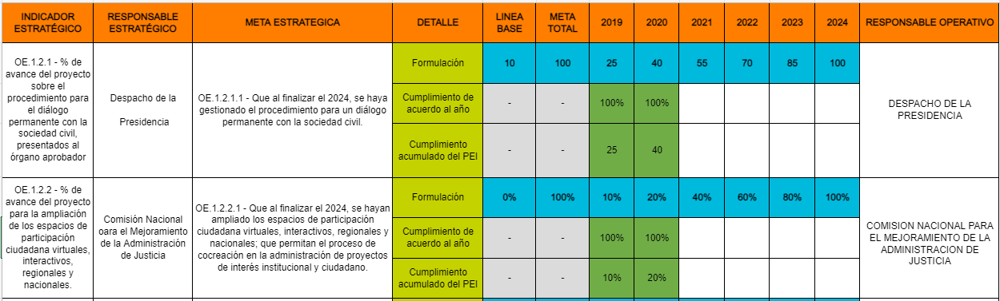 INDICADOR ESTRATÉGICO
RESPONSABLE ESTRATÉGICO
META ESTRATEGICA
DETALLE
LINEA BASE
META TOTAL
2019
2020
2021
2022
2023
2024
RESPONSABLE OPERATIVO
OE.1.2.1 - % de
avance del proyecto
sobre el
procedimiento para
el diálogo
permanente con la
sociedad civil,
presentados al
órgano aprobador
Despacho de la
Presidencia
OE.1.2.1.1 - Que al finalizar el 2024, se haya
gestionado el procedimiento para un diálogo
permanente con la sociedad civil.
Formulación
10
100
25
40
55
70
85
100
Cumplimiento de
acuerdo al año
-
-
100%
100%
Cumplimiento
acumulado del PEI
-
-
25
40
DESPACHO DE LA
PRESIDENCIA
OE.1.2.2 - % de
avance del proyecto
para la ampliación
de los espacios de
participación
ciudadana virtuales,
interactivos,
regionales y
nacionales.
Comisión Nacional
oara el Mejoramiento
de la Administración
de Justicia
OE.1.2.2.1 - Que al finalizar el 2024, se hayan
ampliado los espacios de participación
ciudadana virtuales, interactivos, regionales y
nacionales; que permitan el proceso de
cocreación en la administración de proyectos
de interés institucional y ciudadano.
Formulación
0%
100%
10%
20%
40%
60%
80%
100%
Cumplimiento de
acuerdo al año
-
-
100%
100%
Cumplimiento
acumulado del PEI
-
-
10%
20%
COMISION NACIONAL PARA
EL MEJORAMIENTO DE LA
ADMINISTRACION DE
JUSTICIA